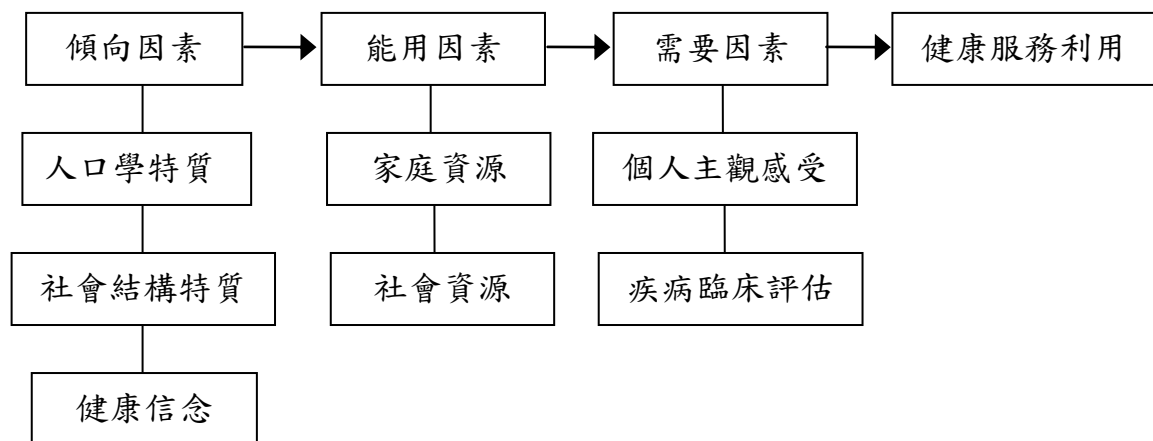 傾向因素
能用因素
需要因素
健康服務利用
人口學特質
家庭資源
個人主觀感受
社會結構特質
社會資源
疾病臨床評估
健康信念